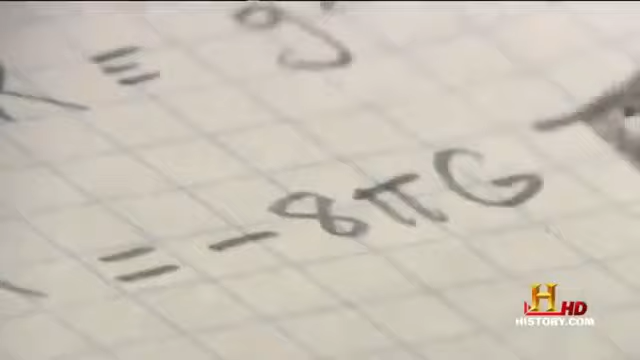 R = g
= -8πG
H HD
HISTORY.COM